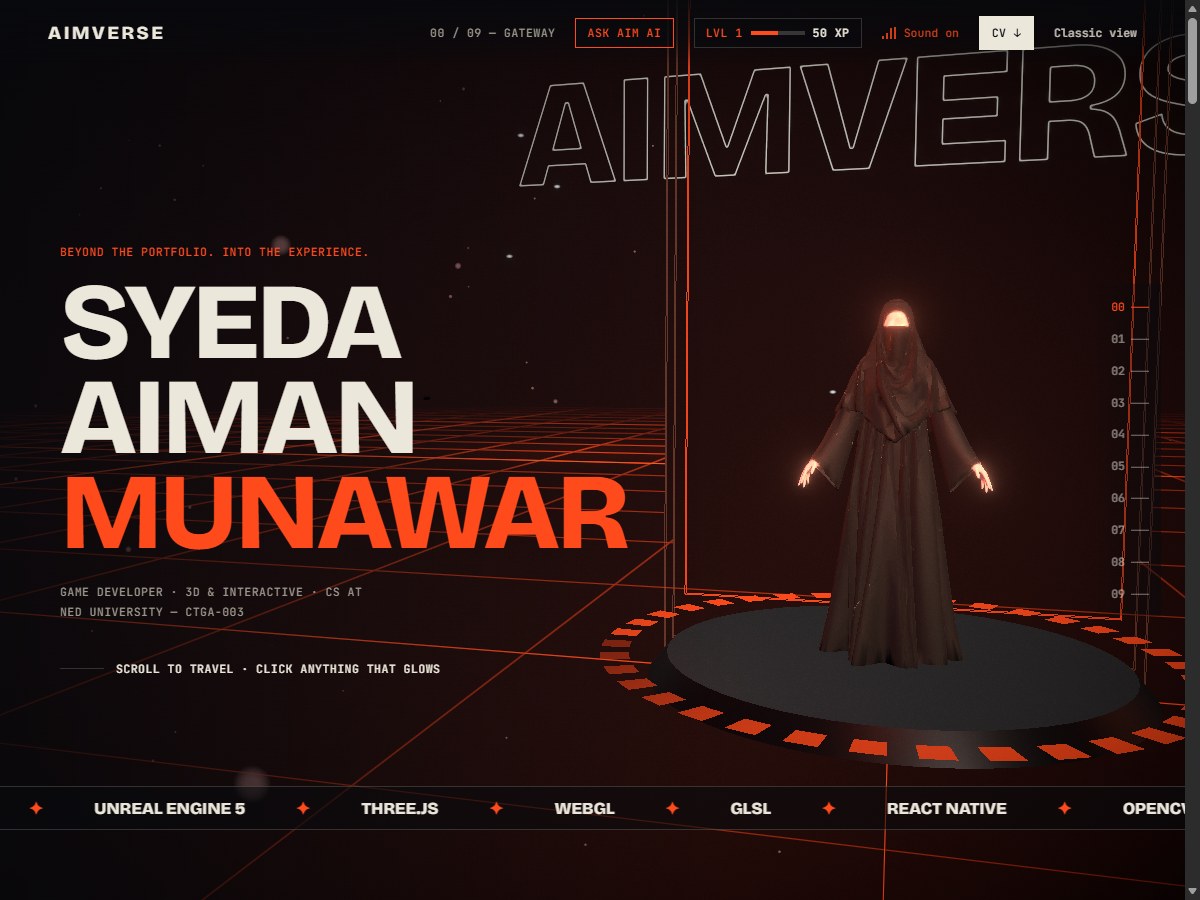 AIMVERSE
00 / 09 — GATEWAY
ASK AIM AI
LVL 1
50 XP
Sound on
CV ↓
Classic view
AIMVERS
BEYOND THE PORTFOLIO. INTO THE EXPERIENCE.
SYEDA
AIMAN
MUNAWAR
00
01
02
03
04
05
06
07
08
09
GAME DEVELOPER · 3D & INTERACTIVE · CS AT
NED UNIVERSITY — CTGA-003
SCROLL TO TRAVEL · CLICK ANYTHING THAT GLOWS
✦ UNREAL ENGINE 5 ✦ THREE.JS ✦ WEBGL ✦ GLSL ✦ REACT NATIVE ✦ OPENCV